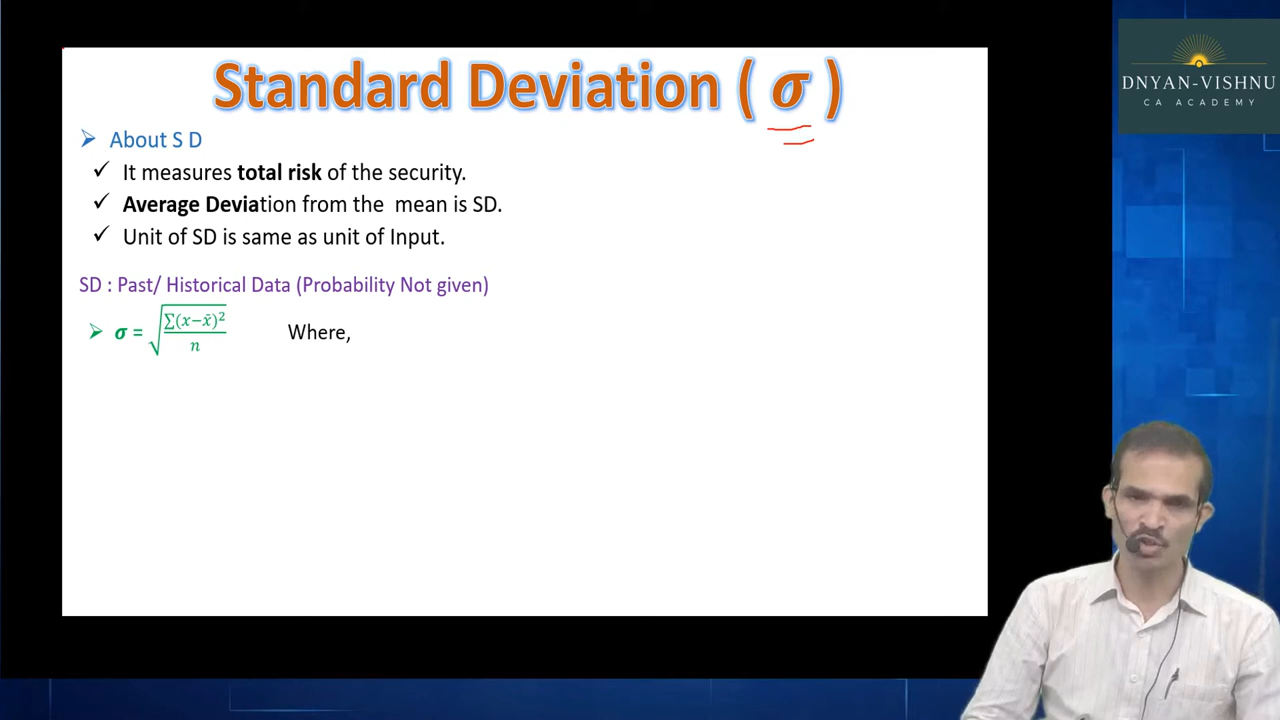 Standard Deviation ( σ )
DNYAN-VISHNU
CA ACADEMY
➢ About S D
✓ It measures total risk of the security.
✓ Average Deviation from the mean is SD.
✓ Unit of SD is same as unit of Input.
SD : Past/ Historical Data (Probability Not given)
➢ σ = √(∑(x−x̄)²/n) Where,